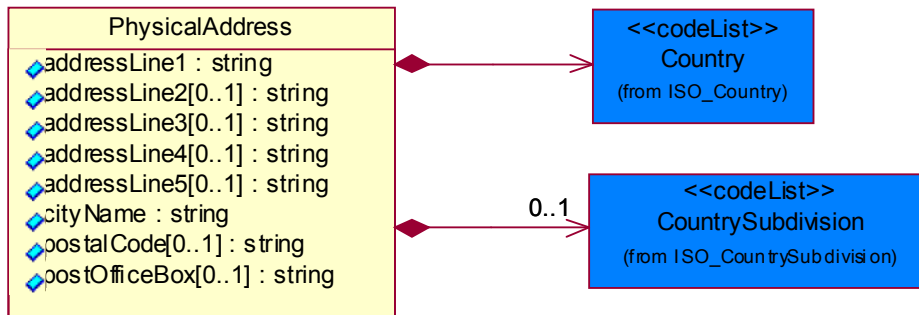 PhysicalAddress
addressLine1 : string
addressLine2[0..1] : string
addressLine3[0..1] : string
addressLine4[0..1] : string
addressLine5[0..1] : string
cityName : string
postalCode[0..1] : string
postOfficeBox[0..1] : string
<<codeList>>
Country
(from ISO_Country)
0..1
<<codeList>>
CountrySubdivision
(from ISO_CountrySubdivision)